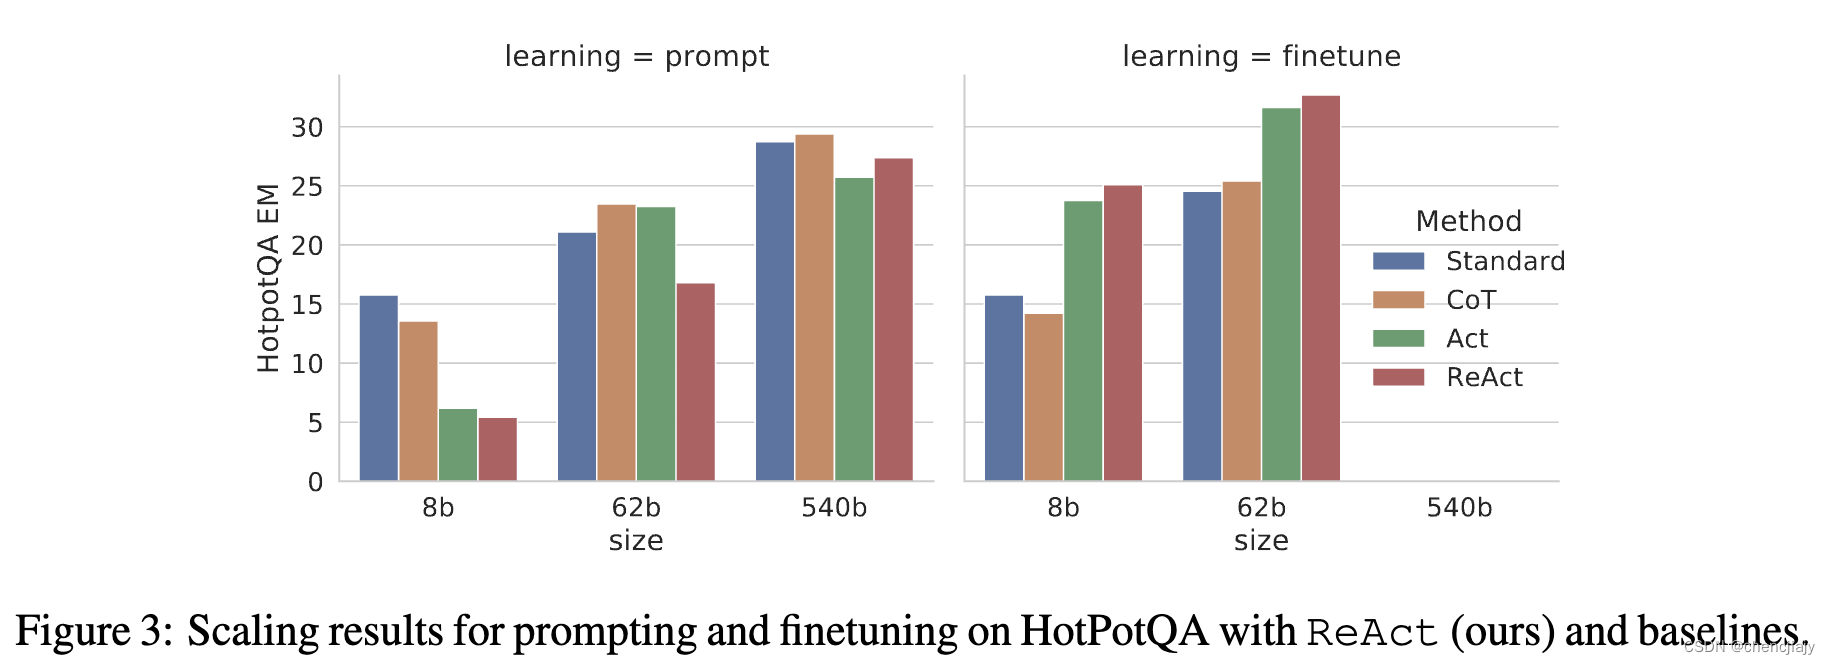 learning = prompt
learning = finetune
HotpotQA EM
30
25
20
15
10
5
0
8b
62b
540b
size
8b
62b
540b
size
Method
Standard
CoT
Act
ReAct
Figure 3: Scaling results for prompting and finetuning on HotPotQA with ReAct (ours) and baselines.
CSDN @chencjiajy